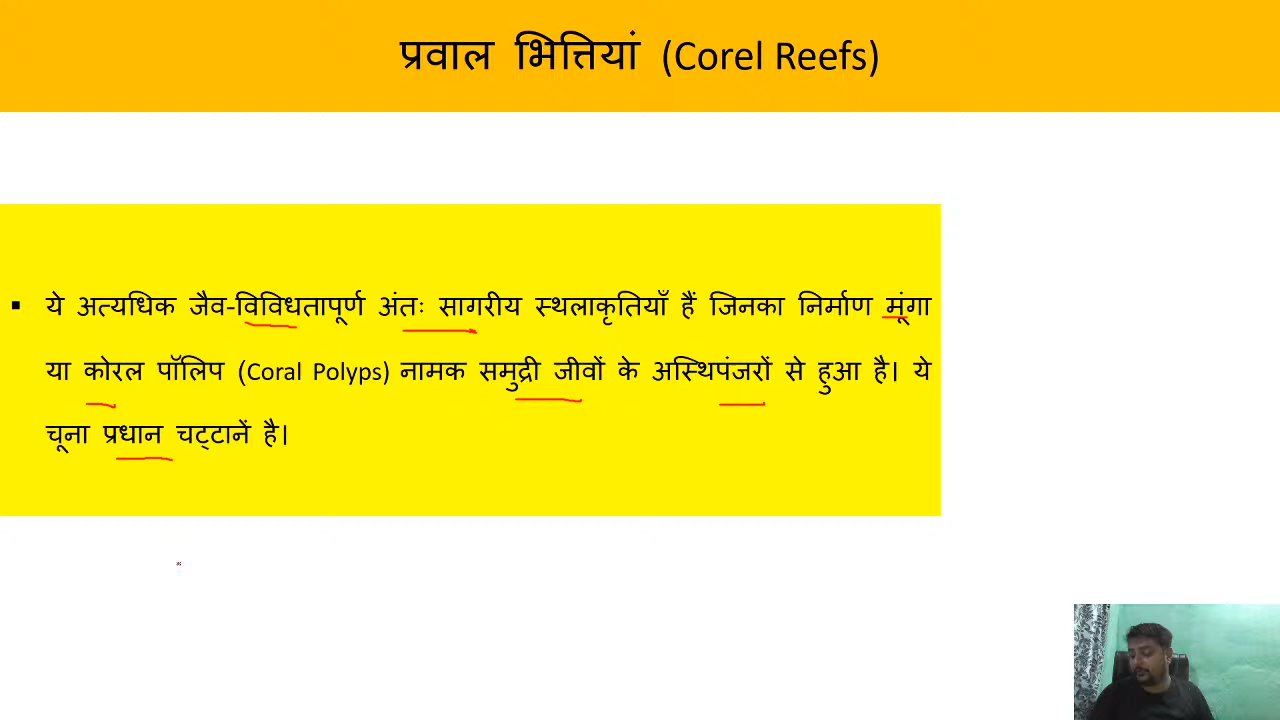 प्रवाल भित्तियां (Corel Reefs)
▪ ये अत्यधिक जैव-विविधतापूर्ण अंतः सागरीय स्थलाकृतियाँ हैं जिनका निर्माण मूंगा
या कोरल पॉलिप (Coral Polyps) नामक समुद्री जीवों के अस्थिपंजरों से हुआ है। ये
चूना प्रधान चट्टानें है।